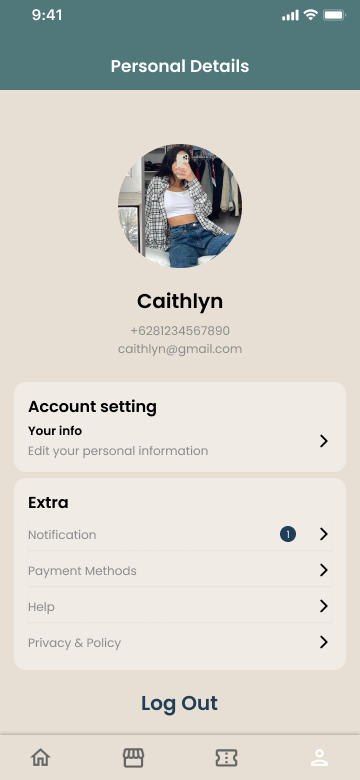 9:41
Personal Details
Caithlyn
+6281234567890
caithlyn@gmail.com
Account setting
Your info
Edit your personal information
Extra
Notification 1
Payment Methods
Help
Privacy & Policy
Log Out